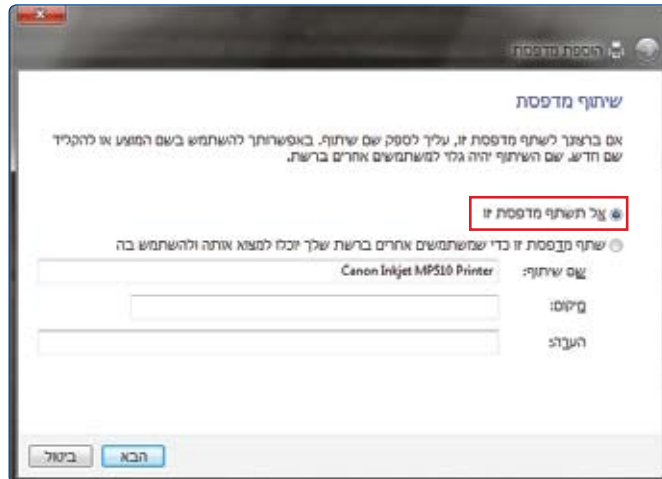 הוספת מדפסת
שיתוף מדפסת
אם ברצונך לשתף מדפסת זו, עליך לספק שם שיתוף. באפשרותך להשתמש בשם המוצע או להקליד
שם חדש. שם השיתוף יהיה גלוי למשתמשים אחרים ברשת.
אל תשתף מדפסת זו
שתף מדפסת זו כדי שמשתמשים אחרים ברשת שלך יוכלו למצוא אותה ולהשתמש בה
שם שיתוף: Canon Inkjet MP510 Printer
מיקום:
הערה:
הבא ביטול